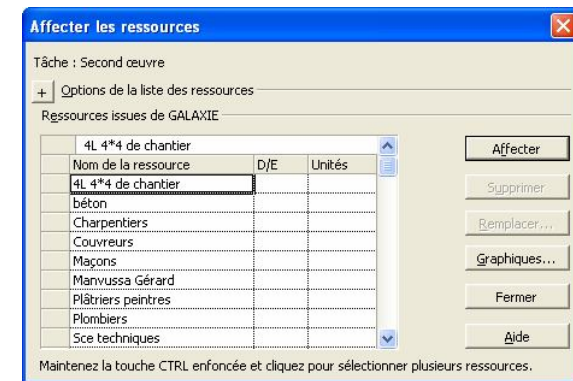 Affecter les ressources
Tâche : Second œuvre
+ Options de la liste des ressources
Ressources issues de GALAXIE
4L 4*4 de chantier
Nom de la ressource D/E Unités
4L 4*4 de chantier
béton
Charpentiers
Couvreurs
Maçons
Manvussa Gérard
Plâtriers peintres
Plombiers
Sce techniques
Affecter
Supprimer
Remplacer...
Graphiques...
Fermer
Aide
Maintenez la touche CTRL enfoncée et cliquez pour sélectionner plusieurs ressources.